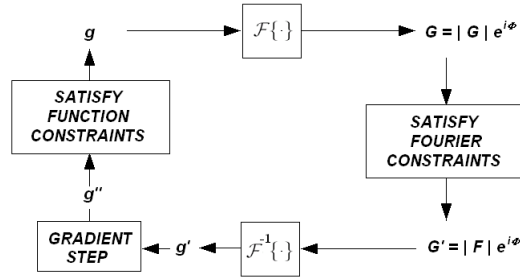 g
ℱ{·}
G = | G | e^{iΦ}
SATISFY
FUNCTION
CONSTRAINTS
SATISFY
FOURIER
CONSTRAINTS
g''
GRADIENT
STEP
g'
ℱ^{-1}{·}
G' = | F | e^{iΦ}